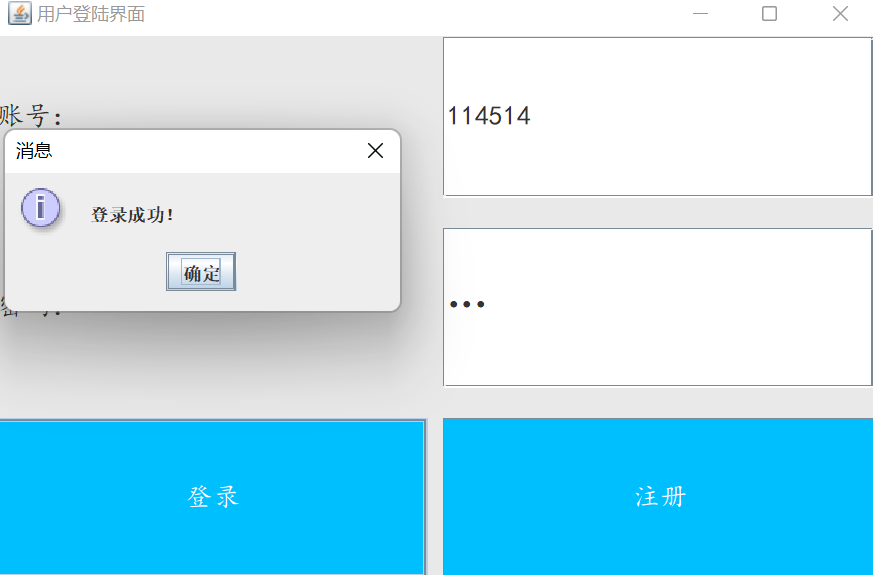 用户登陆界面
账号：
114514
消息
登录成功！
确定
•••
登录
注册